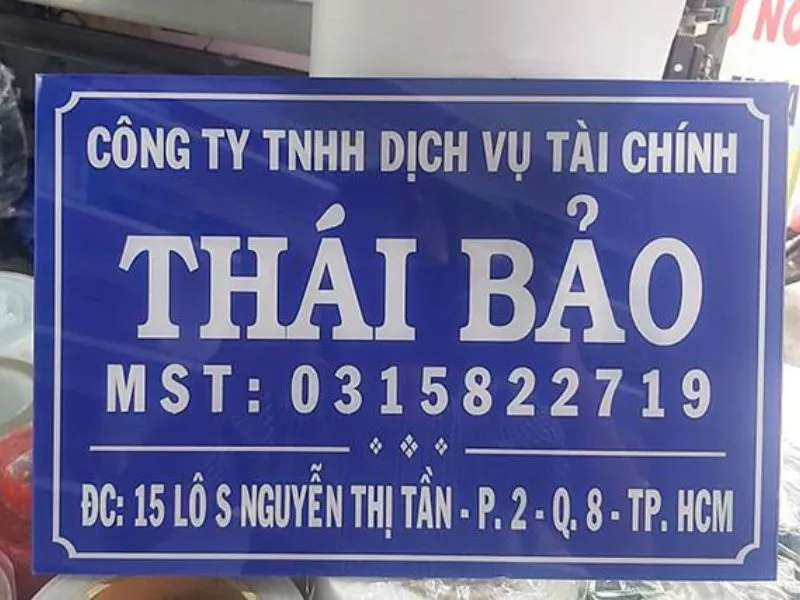 CÔNG TY TNHH DỊCH VỤ TÀI CHÍNH
THÁI BẢO
MST: 0315822719
ĐC: 15 LÔ S NGUYỄN THỊ TẦN - P. 2 - Q. 8 - TP. HCM